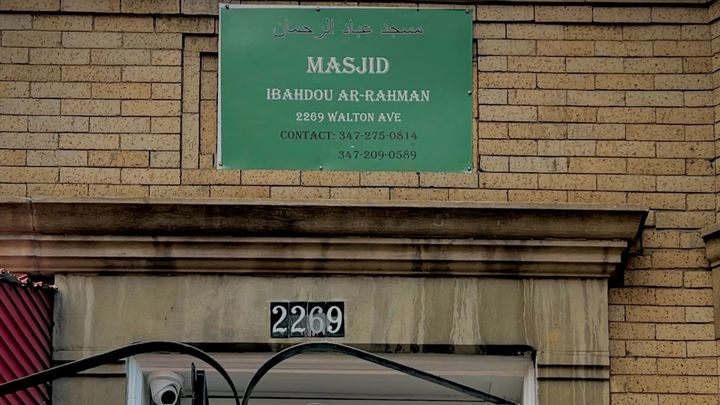 مسجد عباد الرحمان
MASJID
IBAHDOU AR-RAHMAN
2269 WALTON AVE
CONTACT: 347-275-0814
347-209-0589
2269